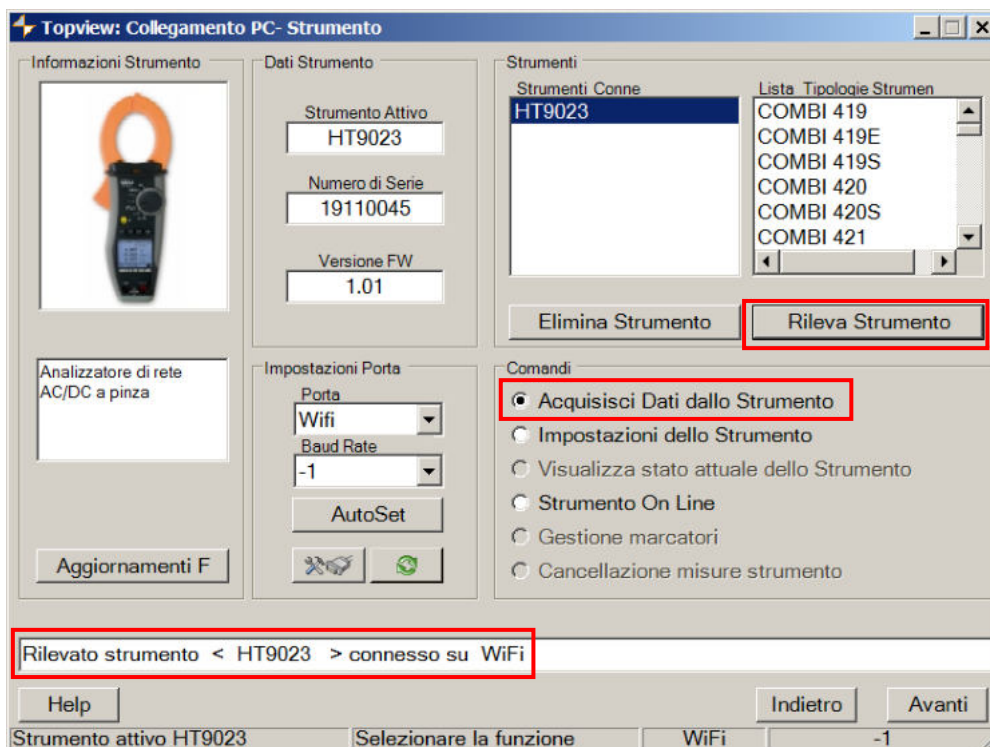 Topview: Collegamento PC- Strumento
Informazioni Strumento
Analizzatore di rete
AC/DC a pinza
Aggiornamenti F
Dati Strumento
Strumento Attivo
HT9023
Numero di Serie
19110045
Versione FW
1.01
Impostazioni Porta
Porta
Wifi
Baud Rate
-1
AutoSet
Strumenti
Strumenti Conne
HT9023
Lista Tipologie Strumen
COMBI 419
COMBI 419E
COMBI 419S
COMBI 420
COMBI 420S
COMBI 421
Elimina Strumento
Rileva Strumento
Comandi
Acquisisci Dati dallo Strumento
Impostazioni dello Strumento
Visualizza stato attuale dello Strumento
Strumento On Line
Gestione marcatori
Cancellazione misure strumento
Rilevato strumento < HT9023 > connesso su WiFi
Help
Indietro
Avanti
Strumento attivo HT9023
Selezionare la funzione
WiFi
-1